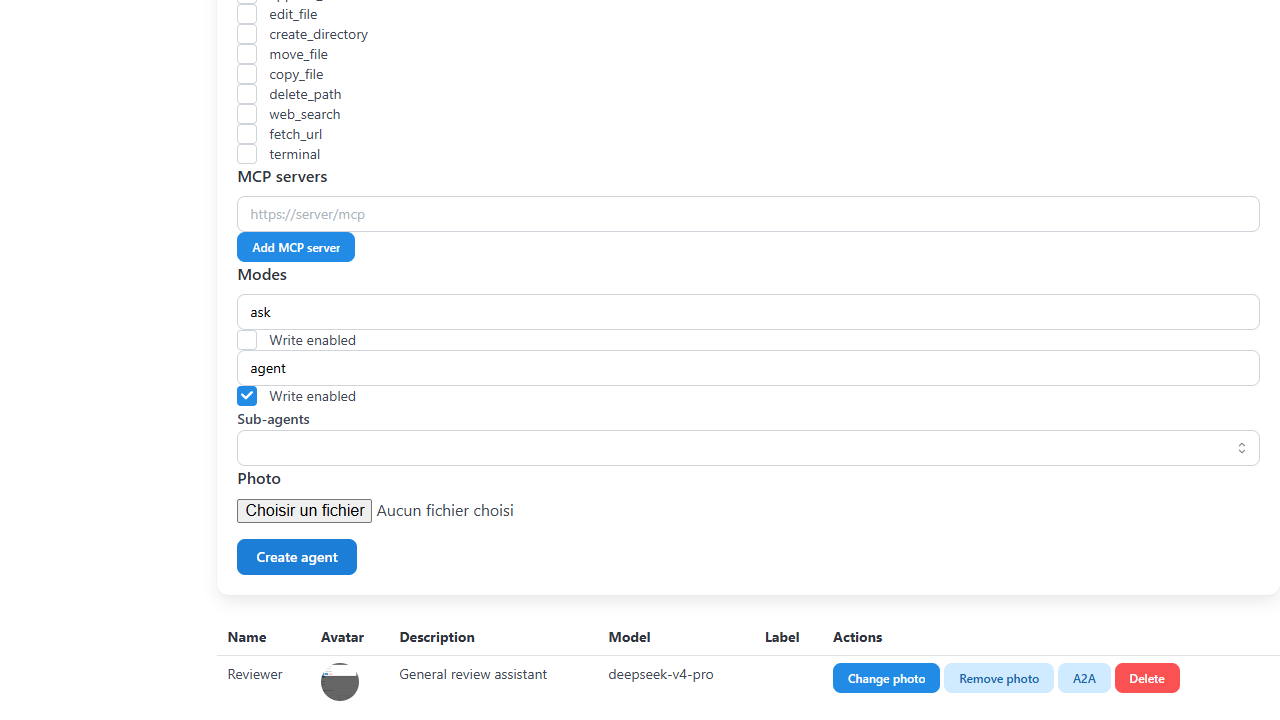 edit_file
create_directory
move_file
copy_file
delete_path
web_search
fetch_url
terminal
MCP servers
https://server/mcp
Add MCP server
Modes
ask
Write enabled
agent
Write enabled
Sub-agents
Photo
Choisir un fichier Aucun fichier choisi
Create agent
Name Avatar Description Model Label Actions
Reviewer General review assistant deepseek-v4-pro Change photo Remove photo A2A Delete